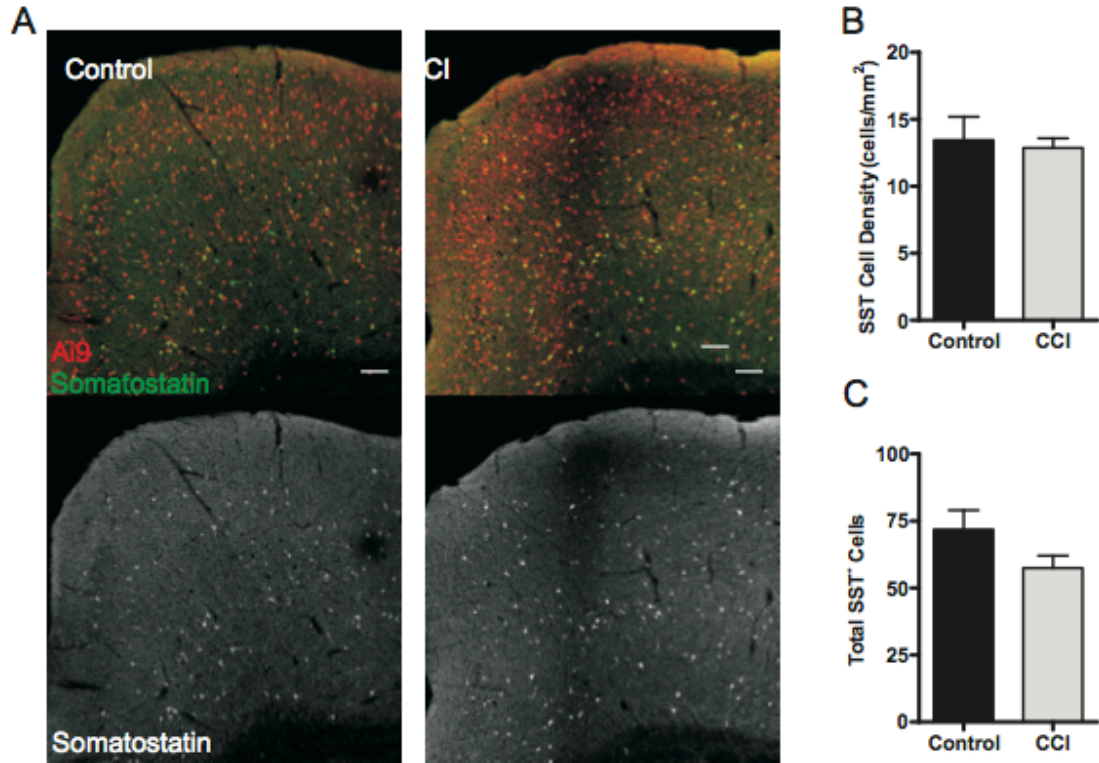 A
Control
CI
Ai9
Somatostatin
Somatostatin
B
SST Cell Density (cells/mm²)
20
15
10
5
0
Control CCI
C
Total SST⁺ Cells
100
75
50
25
0
Control CCI